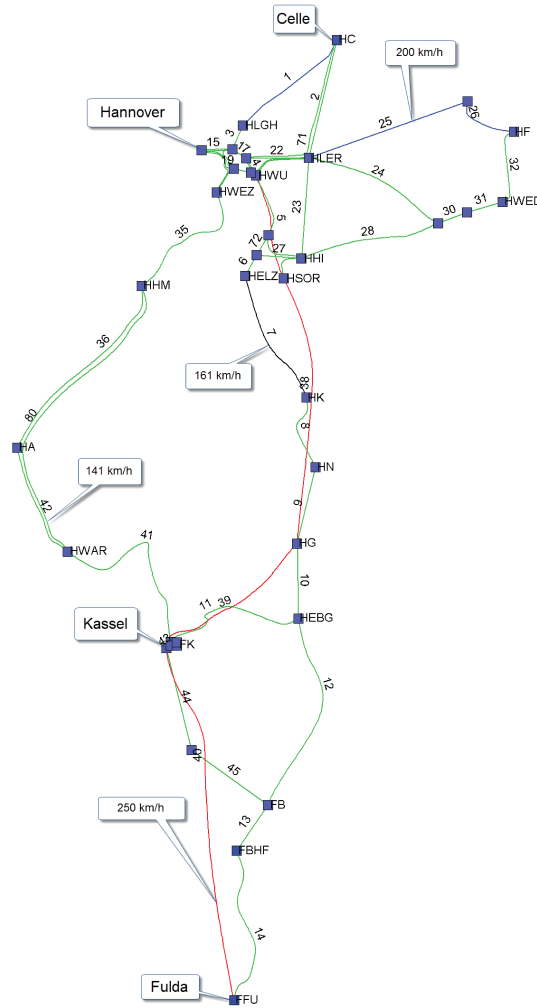 Celle
HC
200 km/h
1
2
25
26
Hannover
HLGH
3
71
HF
15
17
22
HLER
32
19
4
HWU
24
HWEZ
HWED
31
30
5
23
35
28
72
27
HHI
6
HELZ
HSOR
HHM
7
36
161 km/h
38
HK
80
8
HA
HN
141 km/h
42
9
41
HWAR
HG
10
11
39
HEBG
Kassel
43
FK
12
44
40
45
FB
250 km/h
13
FBHF
14
Fulda
FFU